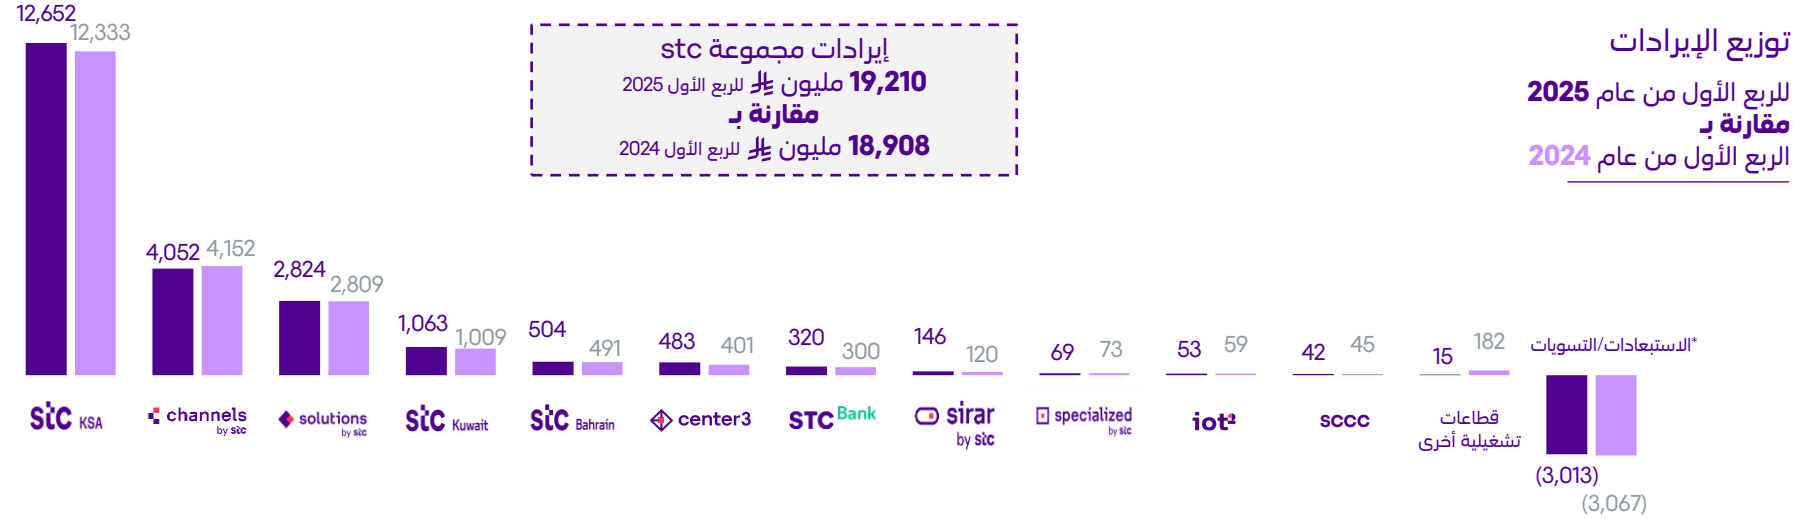 توزيع الإيرادات
للربع الأول من عام 2025
مقارنة بـ
الربع الأول من عام 2024
إيرادات مجموعة stc
19,210 مليون للربع الأول 2025
مقارنة بـ
18,908 مليون للربع الأول 2024
12,652
12,333
stc KSA
4,052
4,152
channels
by stc
2,824
2,809
solutions
by stc
1,063
1,009
stc Kuwait
504
491
stc Bahrain
483
401
center3
320
300
STC Bank
146
120
sirar
by stc
69
73
specialized
by stc
53
59
iot²
42
45
sccc
15
182
قطاعات
تشغيلية أخرى
*الاستبعادات/التسويات
(3,013)
(3,067)